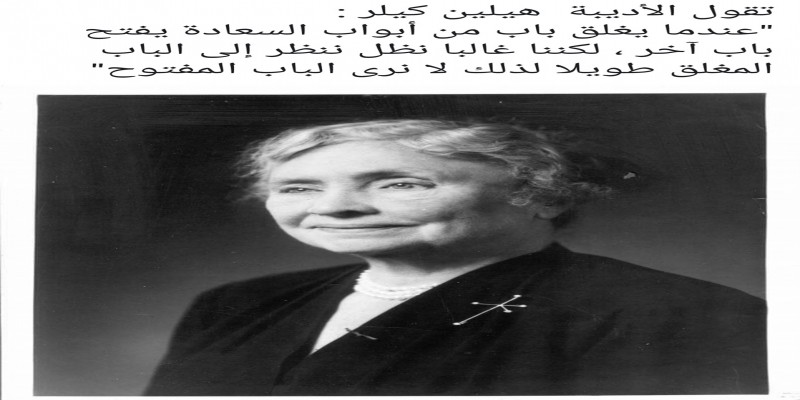 تقول الأديبة هيلين كيلر :
"عندما يغلق باب من أبواب السعادة يفتح
باب آخر ، لكننا غالبا نظل ننظر إلى الباب
المغلق طويلا لذلك لا نرى الباب المفتوح"